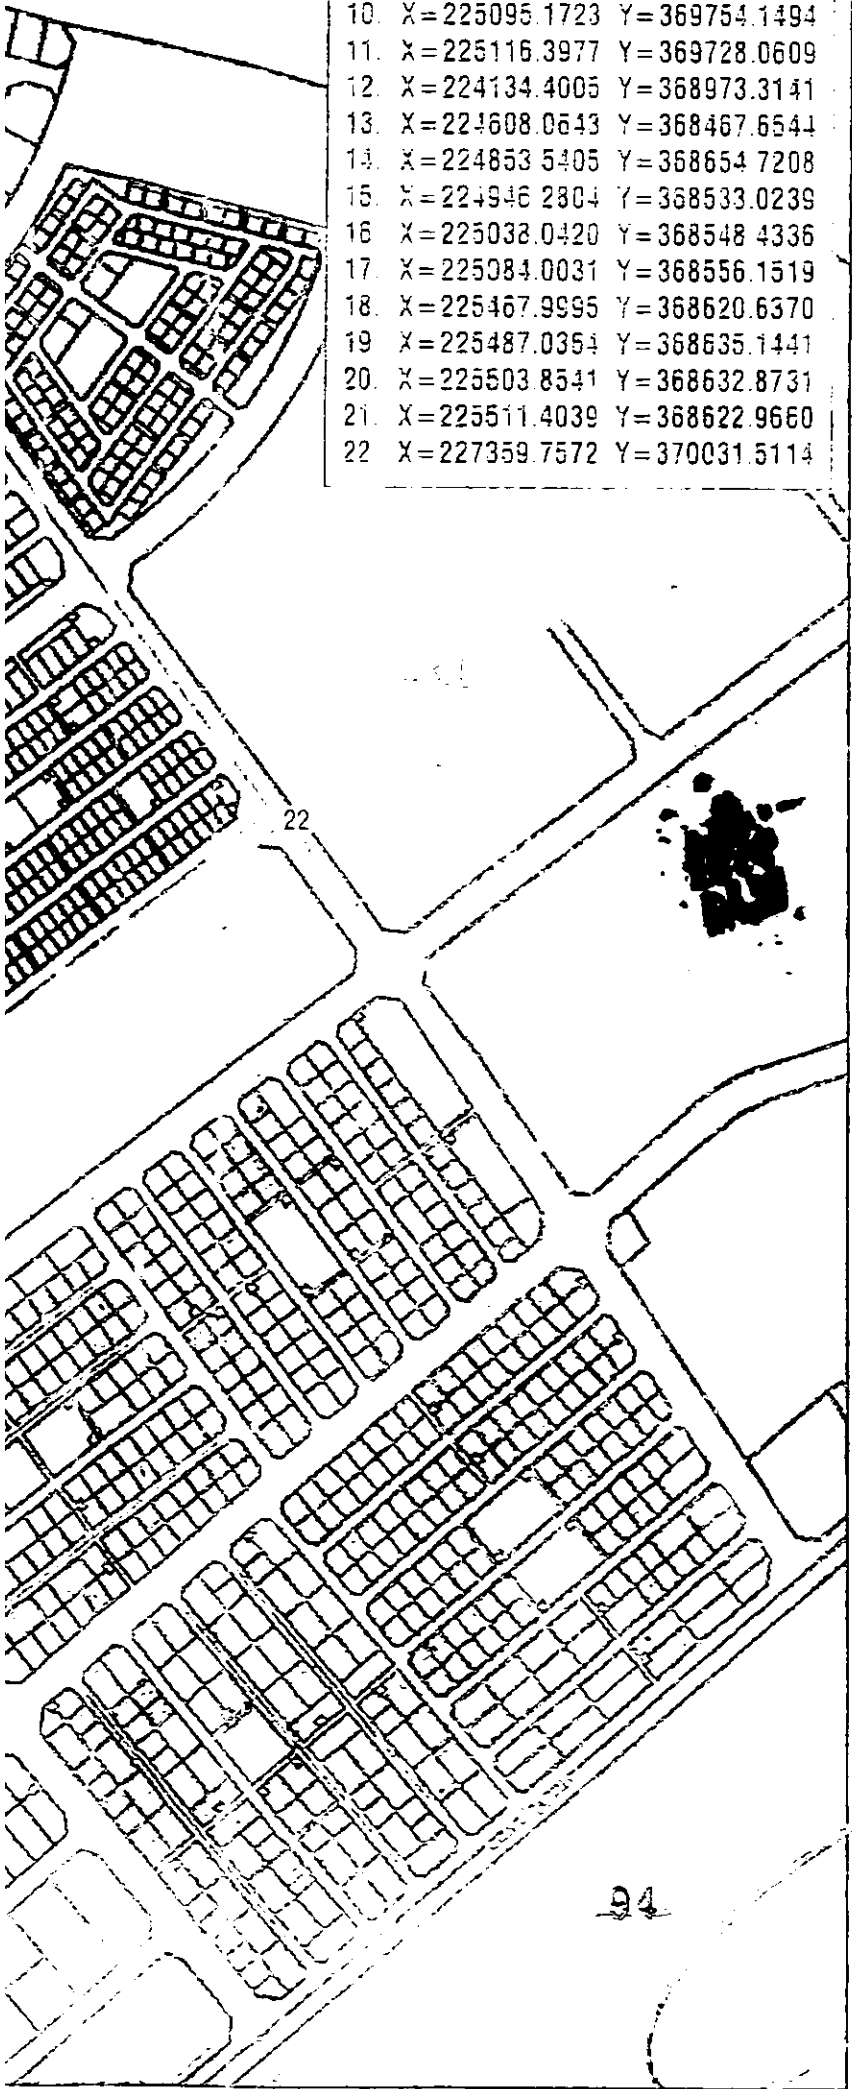 10. X=225095.1723 Y=369754.1494
11. X=225116.3977 Y=369728.0609
12. X=224134.4005 Y=368973.3141
13. X=224608.0643 Y=368467.6544
14. X=224853.5405 Y=368654.7208
15. X=224946.2804 Y=368533.0239
16 X=225038.0420 Y=368548.4336
17. X=225084.0031 Y=368556.1519
18. X=225467.9995 Y=368620.6370
19 X=225487.0354 Y=368635.1441
20. X=225503.8541 Y=368632.8731
21. X=225511.4039 Y=368622.9660
22 X=227359.7572 Y=370031.5114
22
94